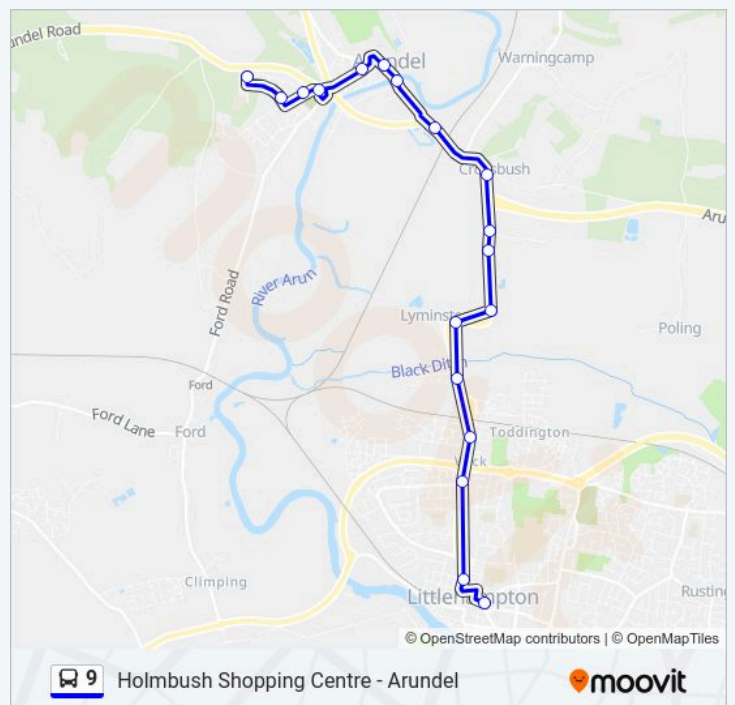 undel Road
Arundel
Warningcamp
Crossbush
Aru
River Arun
Ford Road
Lyminster
Poling
Black Ditch
Ford
Ford Lane
Ford
Toddington
Wick
Climping
Littlehampton
Rusting
© OpenStreetMap contributors | © OpenMapTiles
9 Holmbush Shopping Centre - Arundel
moovit